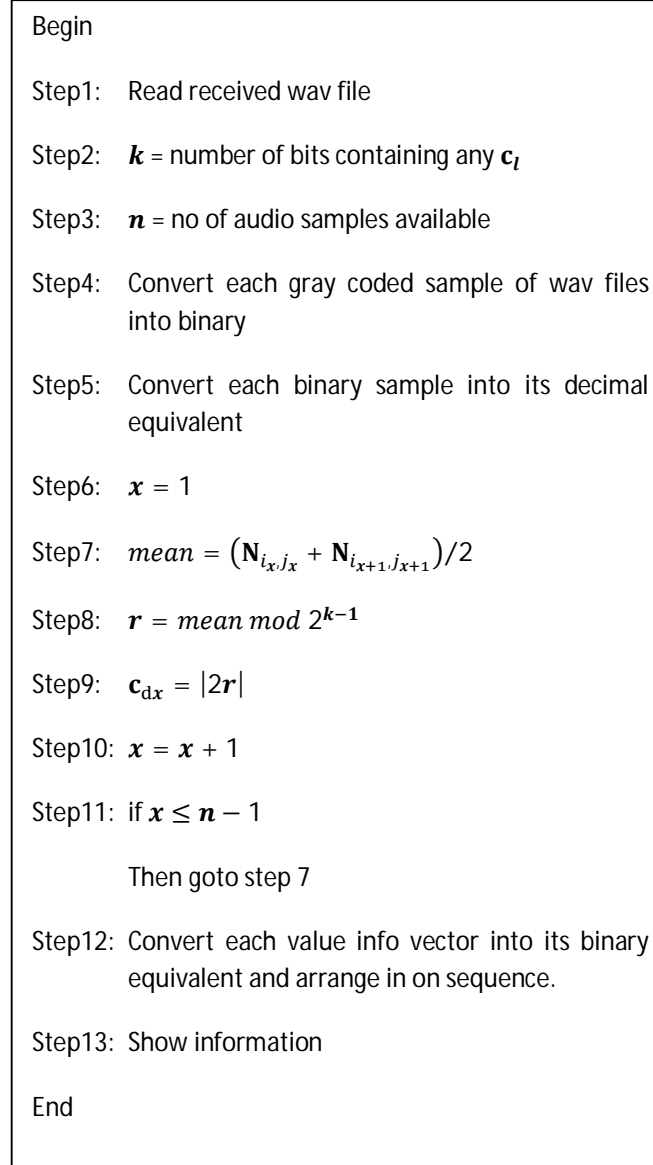 Begin
Step1: Read received wav file
Step2: k = number of bits containing any cₗ
Step3: n = no of audio samples available
Step4: Convert each gray coded sample of wav files
into binary
Step5: Convert each binary sample into its decimal
equivalent
Step6: x = 1
Step7: mean = (N_{i_x,j_x} + N_{i_{x+1},j_{x+1}})/2
Step8: r = mean mod 2^{k−1}
Step9: c_{dx} = |2r|
Step10: x = x + 1
Step11: if x ≤ n − 1
Then goto step 7
Step12: Convert each value info vector into its binary
equivalent and arrange in on sequence.
Step13: Show information
End